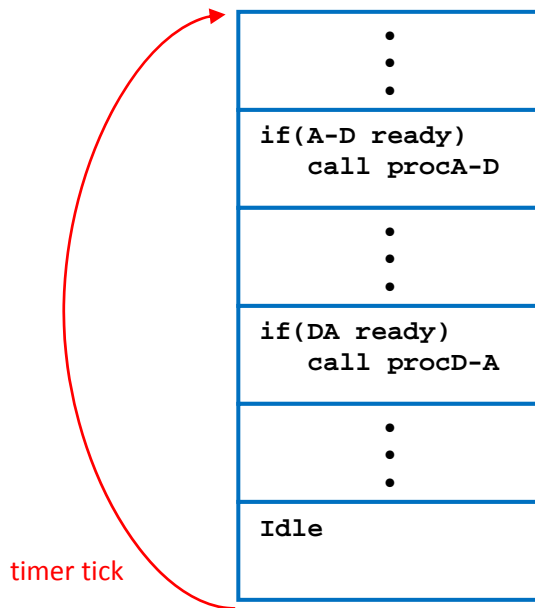 if(A-D ready)
call procA-D
if(DA ready)
call procD-A
Idle
timer tick